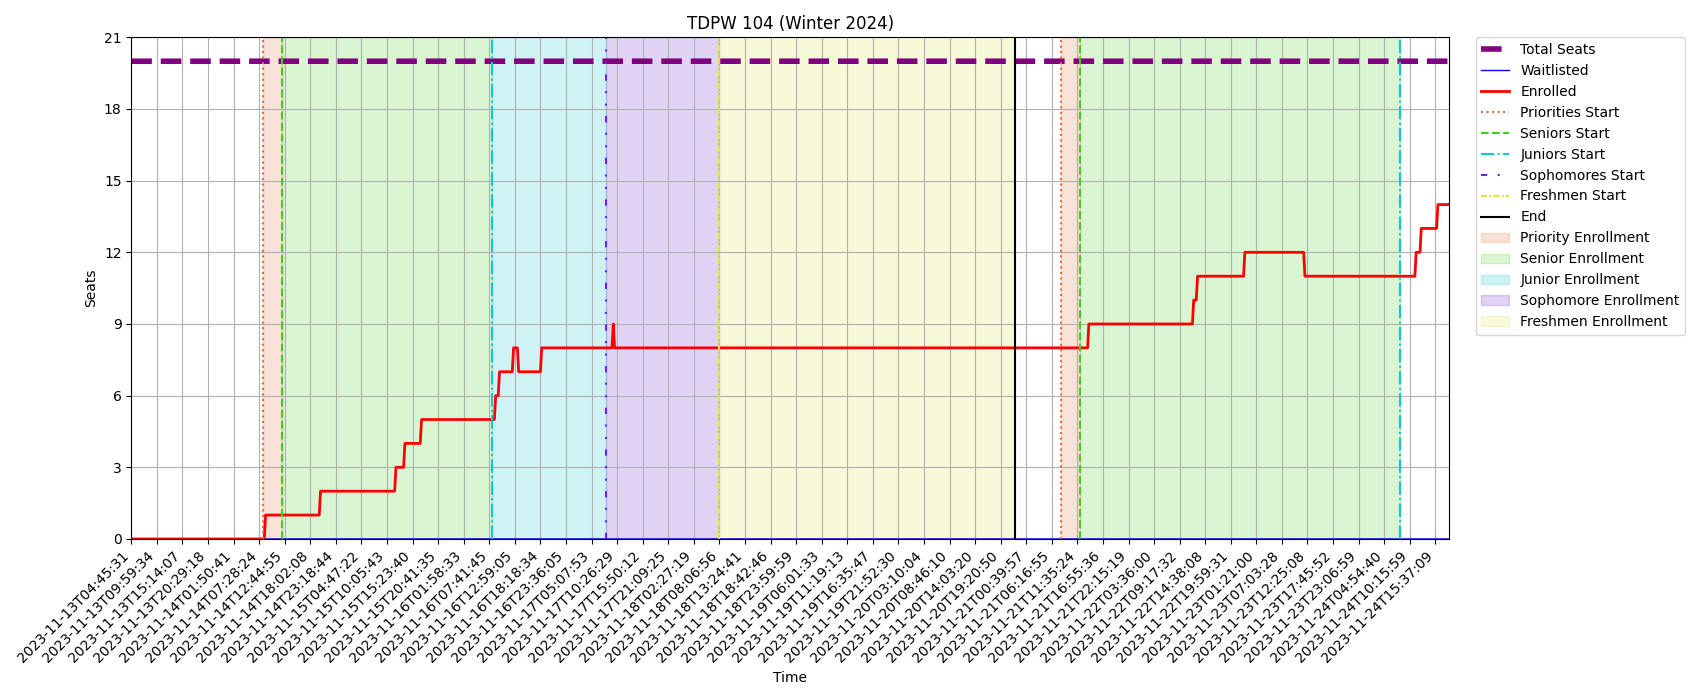 TDPW 104 (Winter 2024)
21
18
15
12
9
6
3
0
Seats
2023-11-13T04:45:31
2023-11-13T09:59:34
2023-11-13T15:14:07
2023-11-13T20:29:18
2023-11-14T01:50:41
2023-11-14T07:28:24
2023-11-14T12:44:55
2023-11-14T18:02:08
2023-11-14T23:18:44
2023-11-15T04:47:22
2023-11-15T10:05:43
2023-11-15T15:23:40
2023-11-15T20:41:35
2023-11-16T01:58:33
2023-11-16T07:41:45
2023-11-16T12:59:05
2023-11-16T18:18:34
2023-11-16T23:36:05
2023-11-17T05:07:53
2023-11-17T10:26:29
2023-11-17T15:50:12
2023-11-17T21:09:25
2023-11-18T02:27:19
2023-11-18T08:06:56
2023-11-18T13:24:41
2023-11-18T18:42:46
2023-11-18T23:59:59
2023-11-19T06:01:33
2023-11-19T11:19:13
2023-11-19T16:35:47
2023-11-19T21:52:30
2023-11-20T03:10:04
2023-11-20T08:46:10
2023-11-20T14:03:20
2023-11-20T19:20:50
2023-11-21T00:39:57
2023-11-21T06:16:55
2023-11-21T11:35:24
2023-11-21T16:55:36
2023-11-21T22:15:19
2023-11-22T03:36:00
2023-11-22T09:17:32
2023-11-22T14:38:08
2023-11-22T19:59:31
2023-11-23T01:21:00
2023-11-23T07:03:28
2023-11-23T12:25:08
2023-11-23T17:45:52
2023-11-23T23:06:59
2023-11-24T04:54:40
2023-11-24T10:15:59
2023-11-24T15:37:09
Time
Total Seats
Waitlisted
Enrolled
Priorities Start
Seniors Start
Juniors Start
Sophomores Start
Freshmen Start
End
Priority Enrollment
Senior Enrollment
Junior Enrollment
Sophomore Enrollment
Freshmen Enrollment